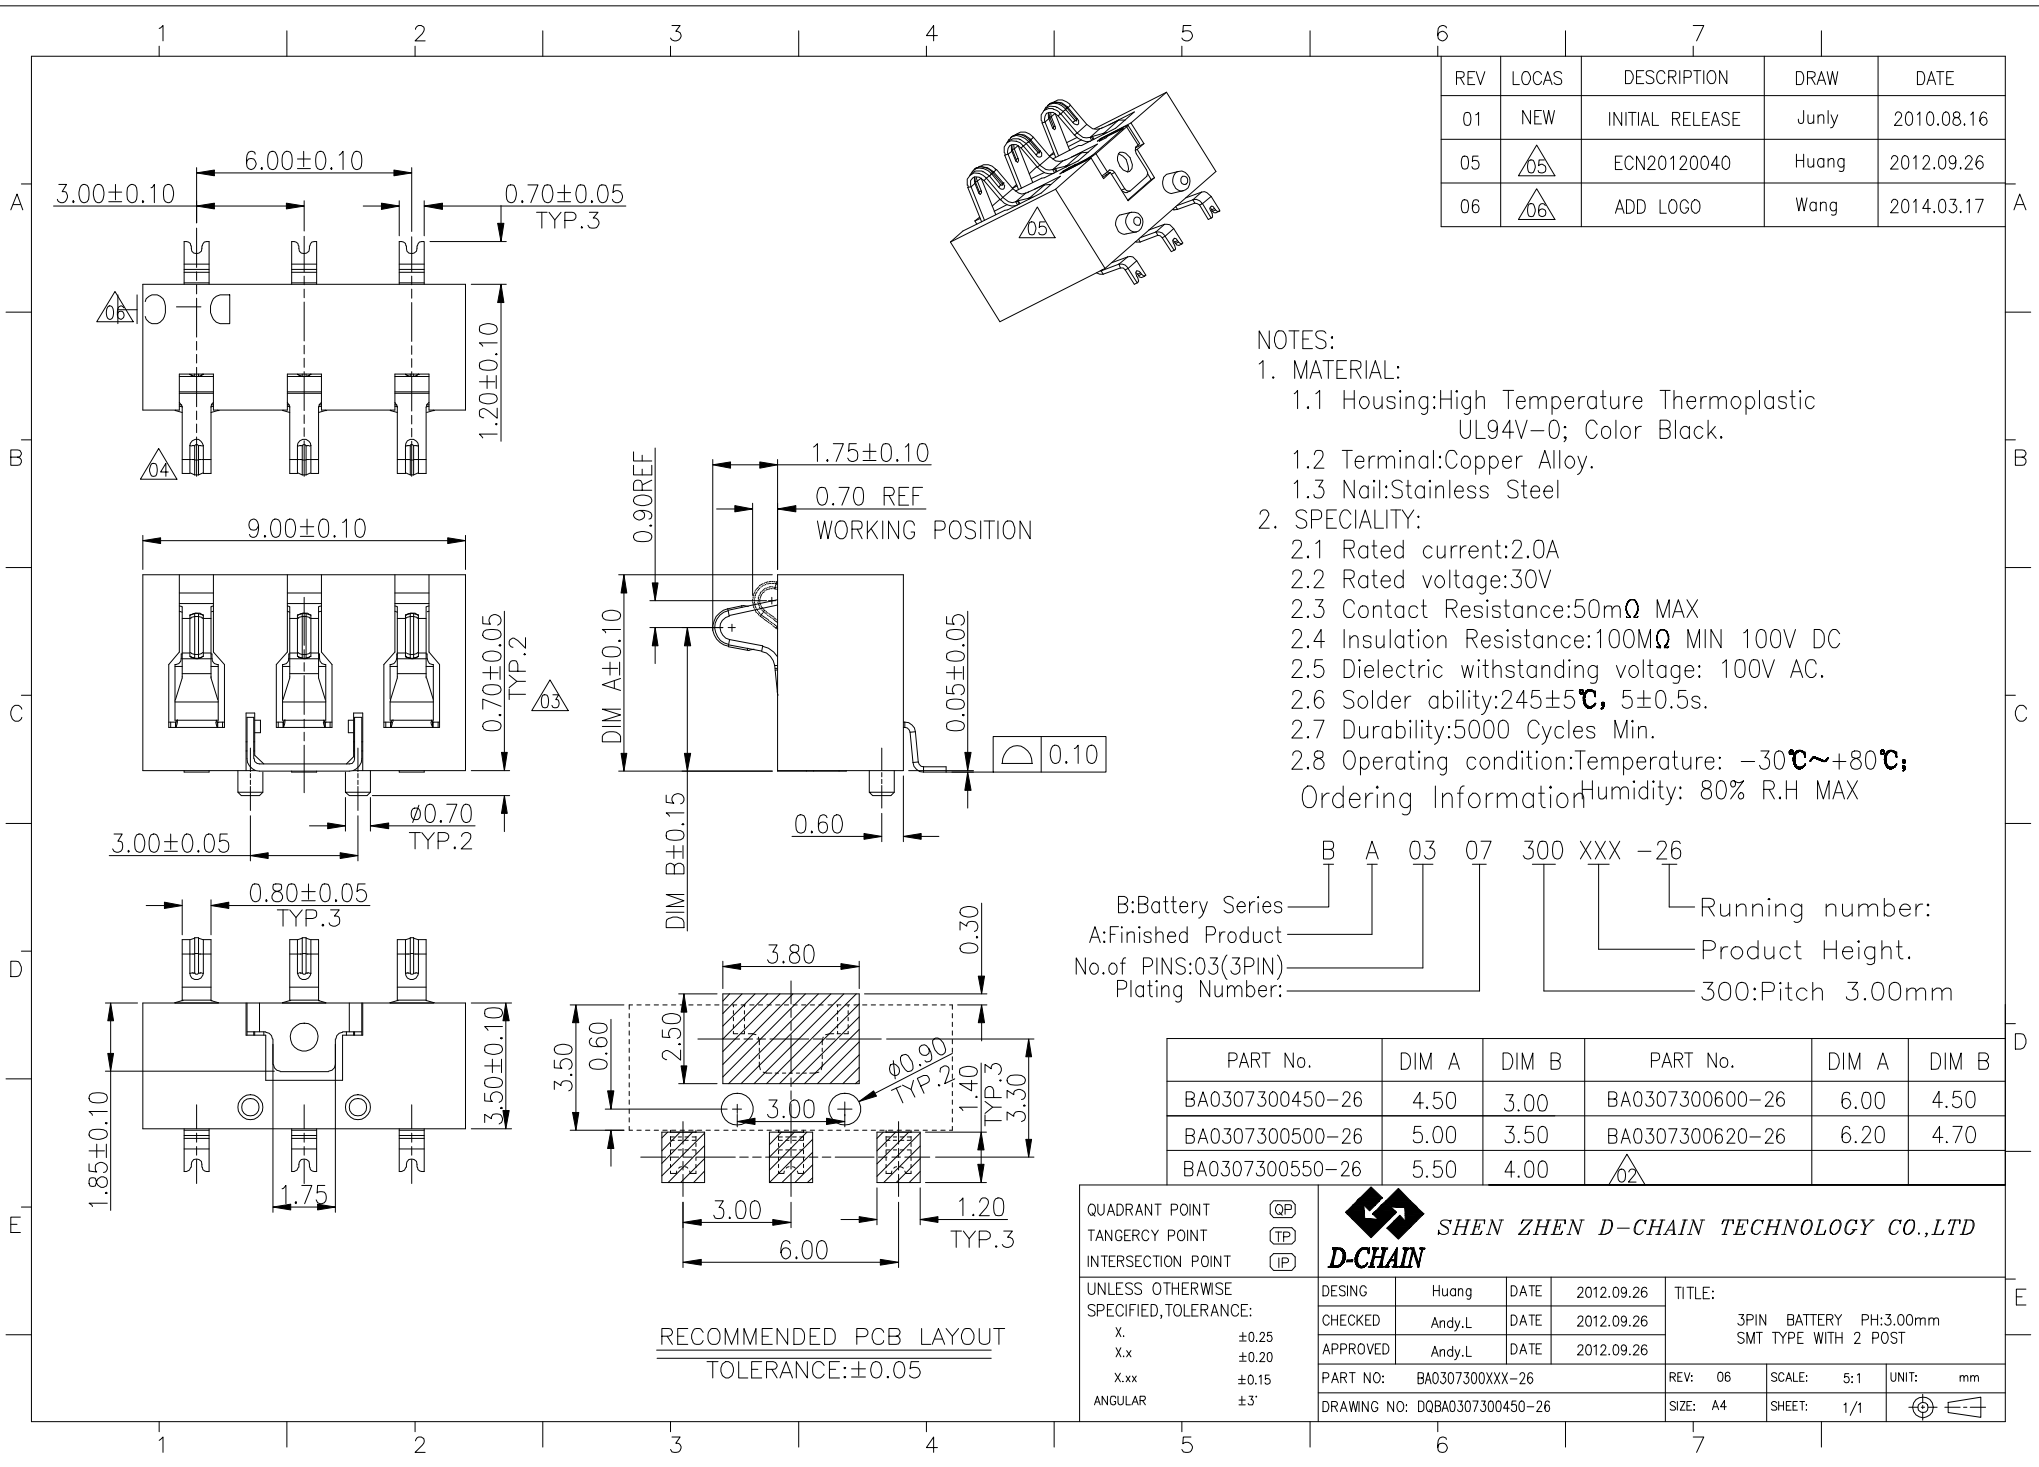 1 2 3 4 5 6 7
A
B
C
D
E
A
B
C
D
E
1 2 3 4 5 6 7
REV LOCAS DESCRIPTION DRAW DATE
01 NEW INITIAL RELEASE Junly 2010.08.16
05 05 ECN20120040 Huang 2012.09.26
06 06 ADD LOGO Wang 2014.03.17
6.00±0.10
3.00±0.10
0.70±0.05
TYP.3
06
1.20±0.10
04
05
9.00±0.10
0.70±0.05
TYP.2
03
ø0.70
TYP.2
3.00±0.05
1.75±0.10
0.70 REF
WORKING POSITION
0.90REF
DIM A±0.10
DIM B±0.15
0.05±0.05
0.10
0.60
0.80±0.05
TYP.3
3.50±0.10
1.85±0.10
1.75
3.80
0.30
2.50
3.50
0.60
ø0.90
TYP.2
3.00
1.40
TYP.3
3.30
3.00
6.00
1.20
TYP.3
RECOMMENDED PCB LAYOUT
TOLERANCE:±0.05
NOTES:
1. MATERIAL:
1.1 Housing:High Temperature Thermoplastic
UL94V-0; Color Black.
1.2 Terminal:Copper Alloy.
1.3 Nail:Stainless Steel
2. SPECIALITY:
2.1 Rated current:2.0A
2.2 Rated voltage:30V
2.3 Contact Resistance:50mΩ MAX
2.4 Insulation Resistance:100MΩ MIN 100V DC
2.5 Dielectric withstanding voltage: 100V AC.
2.6 Solder ability:245±5℃, 5±0.5s.
2.7 Durability:5000 Cycles Min.
2.8 Operating condition:Temperature: -30℃~+80℃;
Humidity: 80% R.H MAX
Ordering Information
B A 03 07 300 XXX -26
B:Battery Series
A:Finished Product
No.of PINS:03(3PIN)
Plating Number:
Running number:
Product Height.
300:Pitch 3.00mm
PART No. DIM A DIM B PART No. DIM A DIM B
BA0307300450-26 4.50 3.00 BA0307300600-26 6.00 4.50
BA0307300500-26 5.00 3.50 BA0307300620-26 6.20 4.70
BA0307300550-26 5.50 4.00 02
QUADRANT POINT QP
TANGERCY POINT TP
INTERSECTION POINT IP
D-CHAIN
SHEN ZHEN D-CHAIN TECHNOLOGY CO.,LTD
UNLESS OTHERWISE
SPECIFIED,TOLERANCE:
X. ±0.25
X.x ±0.20
X.xx ±0.15
ANGULAR ±3°
DESING Huang DATE 2012.09.26
CHECKED Andy.L DATE 2012.09.26
APPROVED Andy.L DATE 2012.09.26
TITLE:
3PIN BATTERY PH:3.00mm
SMT TYPE WITH 2 POST
PART NO: BA0307300XXX-26
REV: 06 SCALE: 5:1 UNIT: mm
DRAWING NO: DQBA0307300450-26
SIZE: A4 SHEET: 1/1